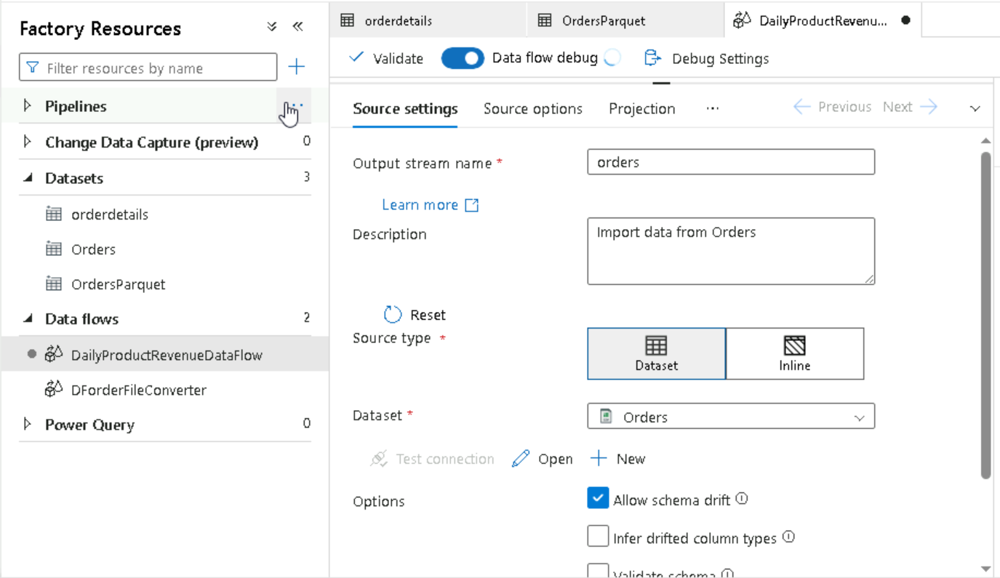 Factory Resources
Filter resources by name
Pipelines
Change Data Capture (preview) 0
Datasets 3
orderdetails
Orders
OrdersParquet
Data flows 2
DailyProductRevenueDataFlow
DForderFileConverter
Power Query 0
orderdetails OrdersParquet DailyProductRevenu...
Validate Data flow debug Debug Settings
Source settings Source options Projection ... Previous Next
Output stream name * orders
Learn more
Description Import data from Orders
Reset
Source type *
Dataset Inline
Dataset * Orders
Test connection Open New
Options Allow schema drift
Infer drifted column types
Validate schema